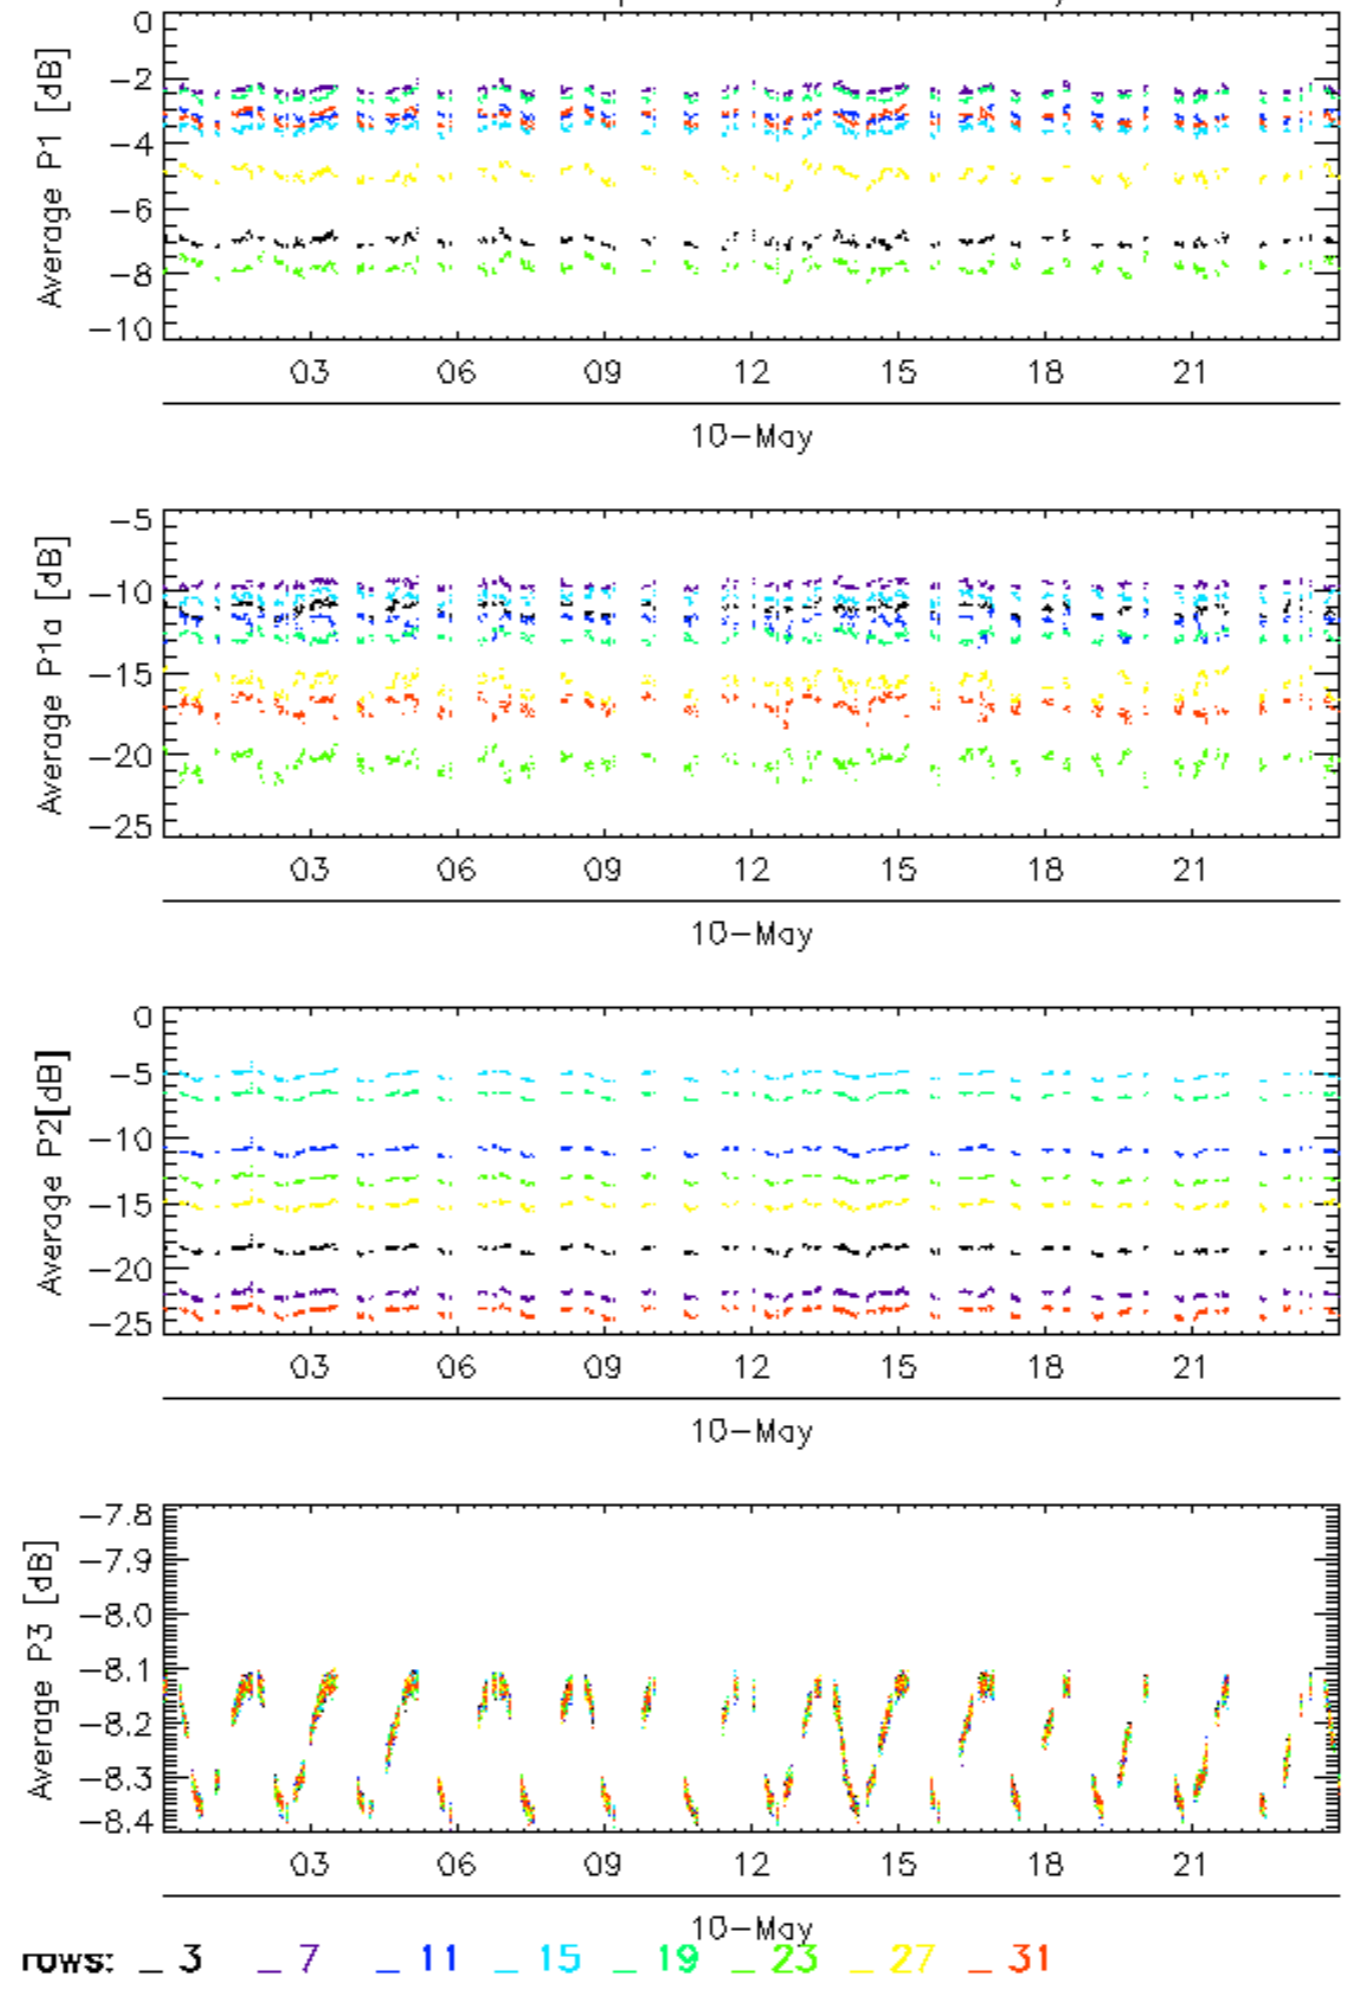 0
−2
−4
−6
−8
−10
Average P1 [dB]
03 06 09 12 15 18 21
10−May
−5
−10
−15
−20
−25
Average P1a [dB]
03 06 09 12 15 18 21
10−May
0
−5
−10
−15
−20
−25
Average P2[dB]
03 06 09 12 15 18 21
10−May
−7.8
−7.9
−8.0
−8.1
−8.2
−8.3
−8.4
Average P3 [dB]
03 06 09 12 15 18 21
10−May
rows: _ 3 _ 7 _ 11 _ 15 _ 19 _ 23 _ 27 _ 31